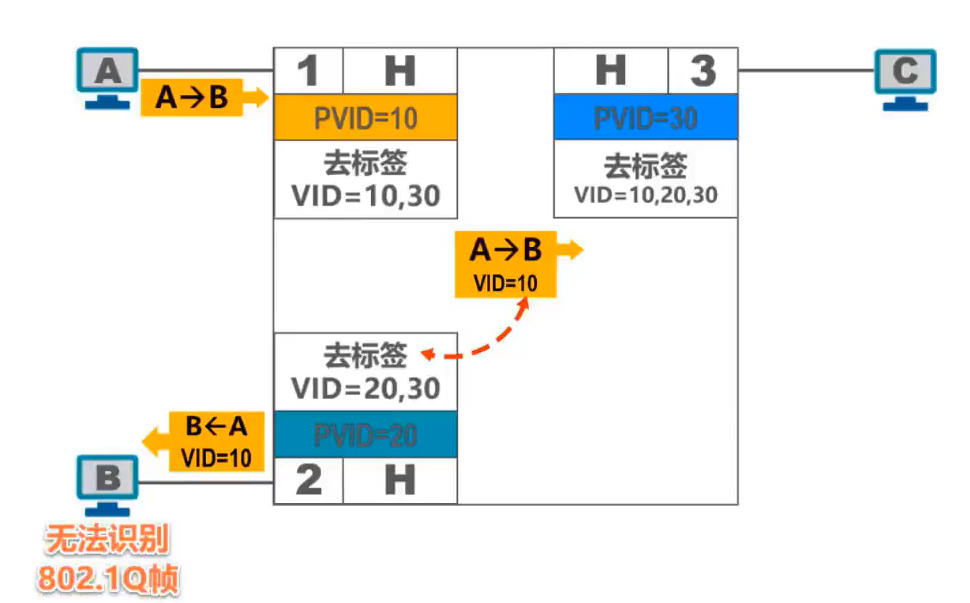 A
A→B
1
H
PVID=10
去标签
VID=10,30
H
3
PVID=30
去标签
VID=10,20,30
C
A→B
VID=10
去标签
VID=20,30
PVID=20
2
H
B←A
VID=10
B
无法识别
802.1Q帧